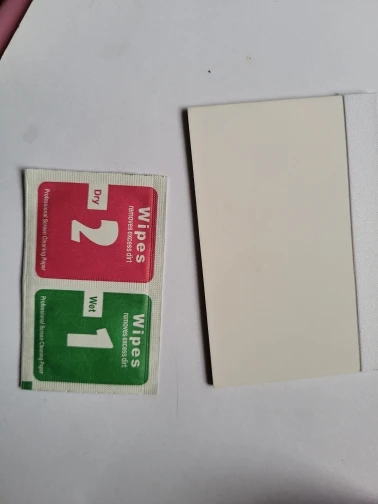 Wipes
removes excess dirt
Dry
2
Professional Screen Cleaning Paper
Wipes
removes excess dirt
Wet
1
Professional Screen Cleaning Paper